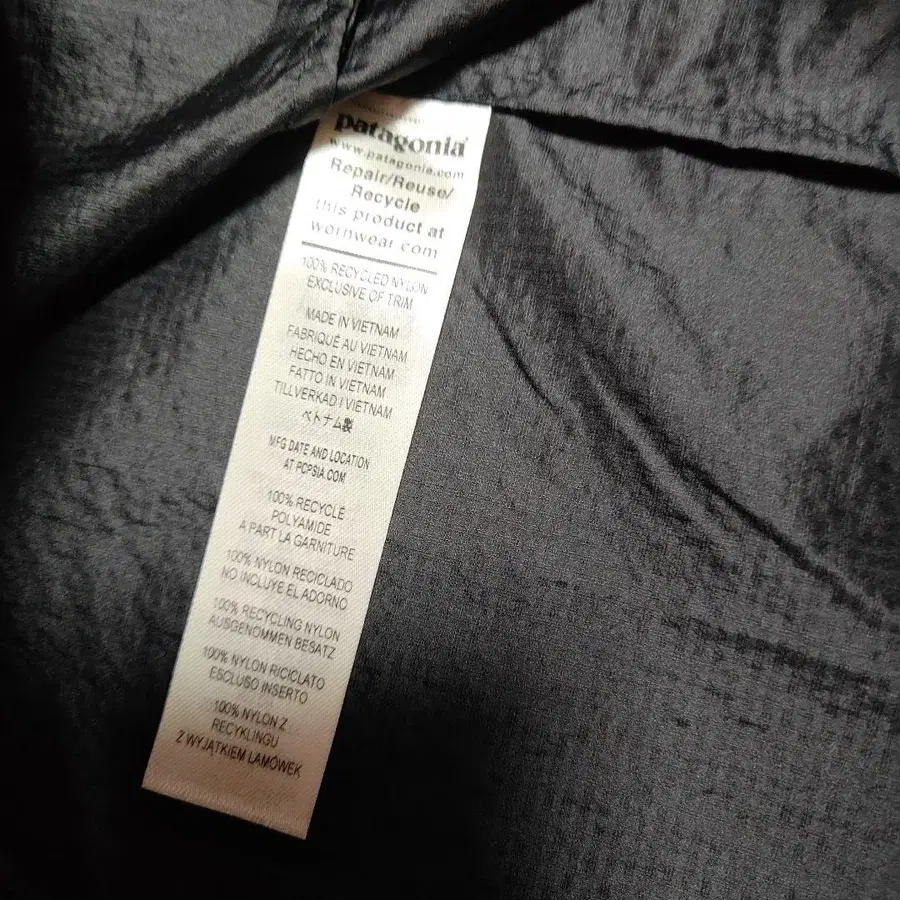 patagonia®
www.patagonia.com
Repair/Reuse/
Recycle
this product at
wornwear.com
100% RECYCLED NYLON
EXCLUSIVE OF TRIM
MADE IN VIETNAM
FABRIQUÉ AU VIETNAM
HECHO EN VIETNAM
FATTO IN VIETNAM
TILLVERKAD I VIETNAM
ベトナム製
MFG DATE AND LOCATION
AT PCPSIA.COM
100% RECYCLÉ
POLYAMIDE
A PART LA GARNITURE
100% NYLON RECICLADO
NO INCLUYE EL ADORNO
100% RECYCLING NYLON
AUSGENOMMEN BESATZ
100% NYLON RICICLATO
ESCLUSO INSERTO
100% NYLON Z
RECYKLINGU
Z WYJĄTKIEM LAMÓWEK